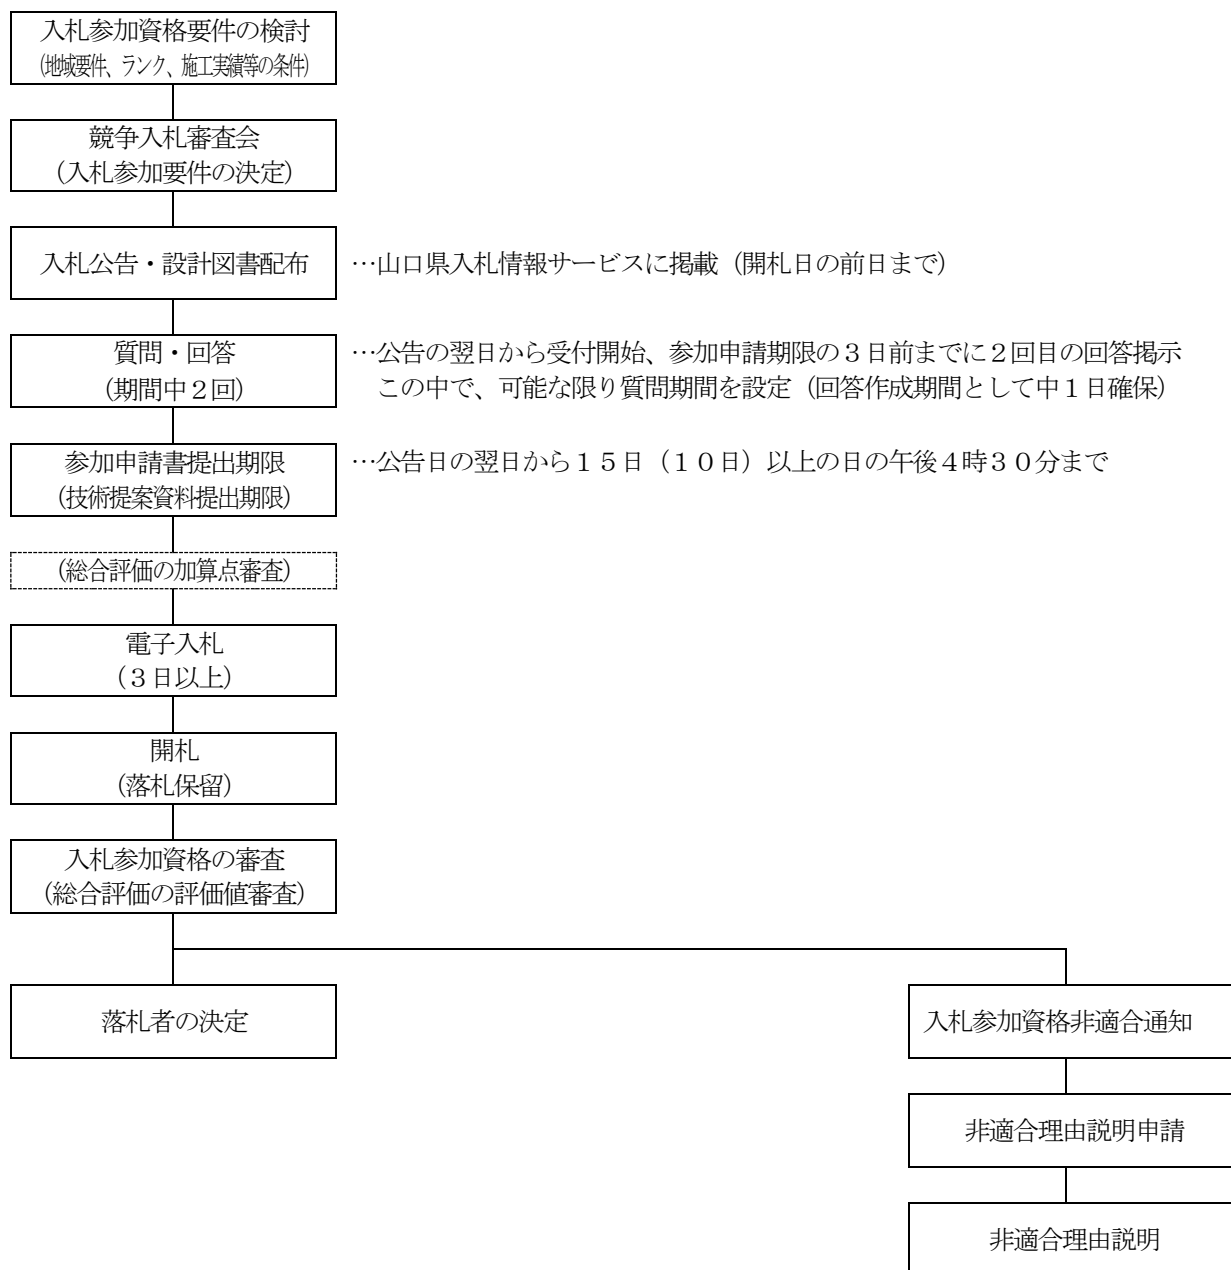 入札参加資格要件の検討
(地域要件、ランク、施工実績等の条件)
競争入札審査会
(入札参加要件の決定)
入札公告・設計図書配布
…山口県入札情報サービスに掲載（開札日の前日まで）
質問・回答
(期間中２回)
…公告の翌日から受付開始、参加申請期限の３日前までに２回目の回答掲示
この中で、可能な限り質問期間を設定（回答作成期間として中１日確保）
参加申請書提出期限
(技術提案資料提出期限)
…公告日の翌日から１５日（１０日）以上の日の午後４時３０分まで
(総合評価の加算点審査)
電子入札
(３日以上)
開札
(落札保留)
入札参加資格の審査
(総合評価の評価値審査)
落札者の決定
入札参加資格非適合通知
非適合理由説明申請
非適合理由説明